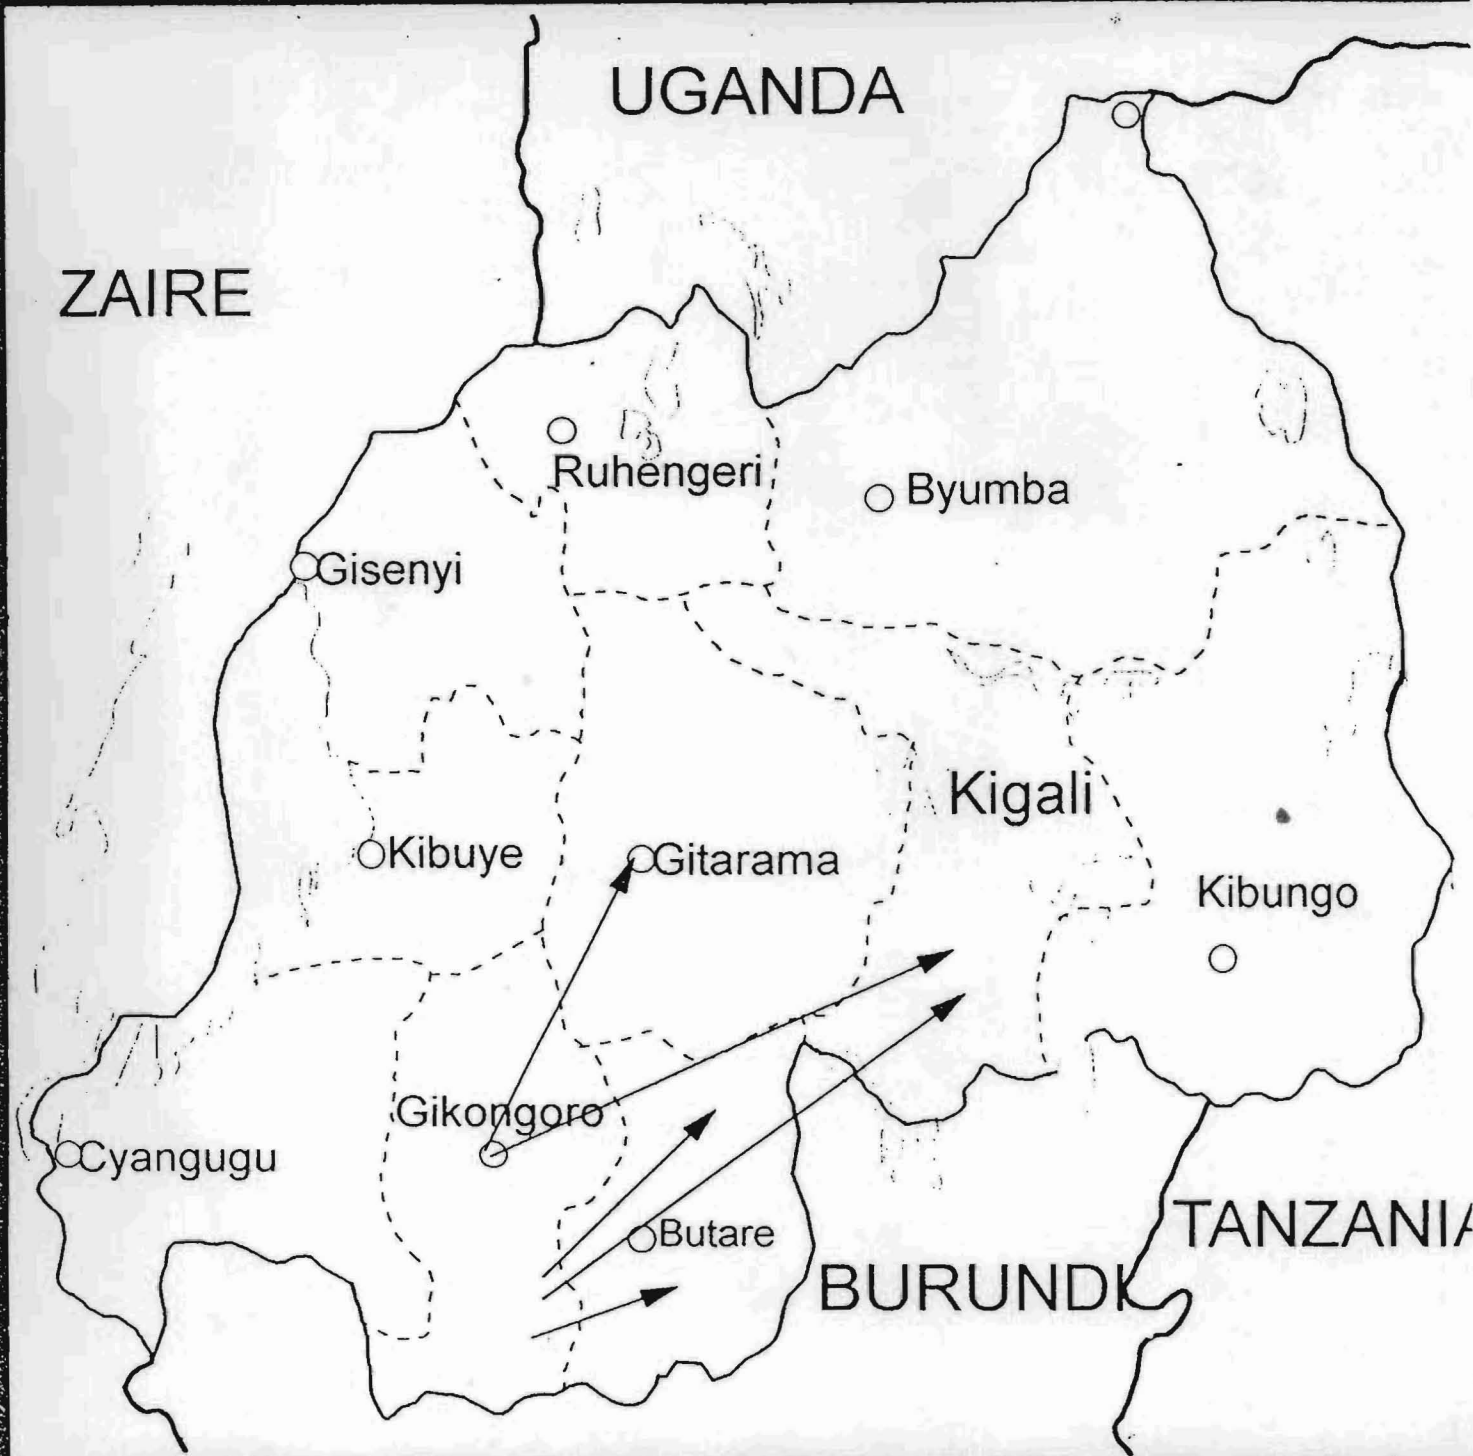 UGANDA
ZAIRE
Ruhengeri
Byumba
Gisenyi
Kigali
Kibuye
Gitarama
Kibungo
Gikongoro
Cyangugu
Butare
TANZANIA
BURUNDI